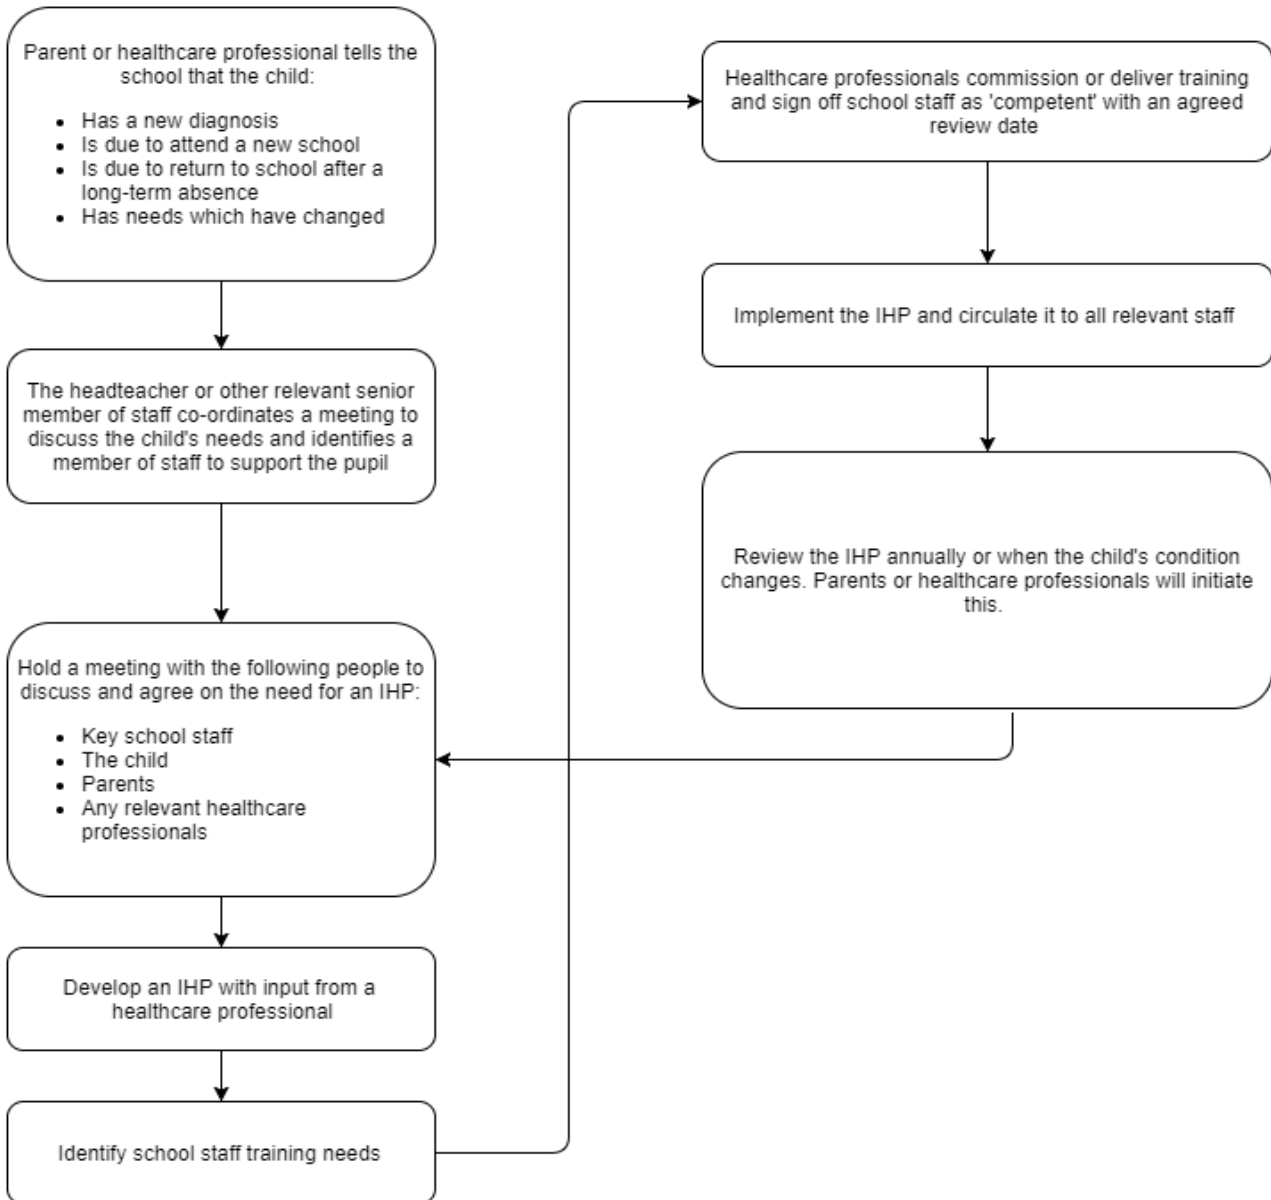 Parent or healthcare professional tells the
school that the child:
• Has a new diagnosis
• Is due to attend a new school
• Is due to return to school after a
long-term absence
• Has needs which have changed
The headteacher or other relevant senior
member of staff co-ordinates a meeting to
discuss the child's needs and identifies a
member of staff to support the pupil
Hold a meeting with the following people to
discuss and agree on the need for an IHP:
• Key school staff
• The child
• Parents
• Any relevant healthcare
professionals
Develop an IHP with input from a
healthcare professional
Identify school staff training needs
Healthcare professionals commission or deliver training
and sign off school staff as 'competent' with an agreed
review date
Implement the IHP and circulate it to all relevant staff
Review the IHP annually or when the child's condition
changes. Parents or healthcare professionals will initiate
this.